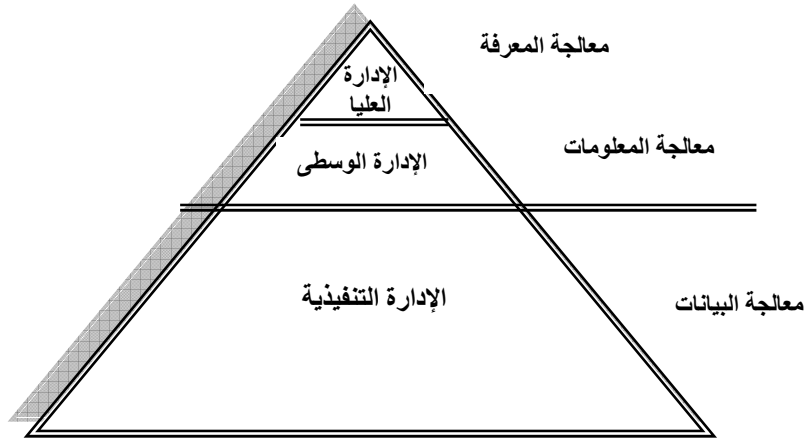 معالجة المعرفة
الإدارة
العليا
معالجة المعلومات
الإدارة الوسطى
الإدارة التنفيذية
معالجة البيانات